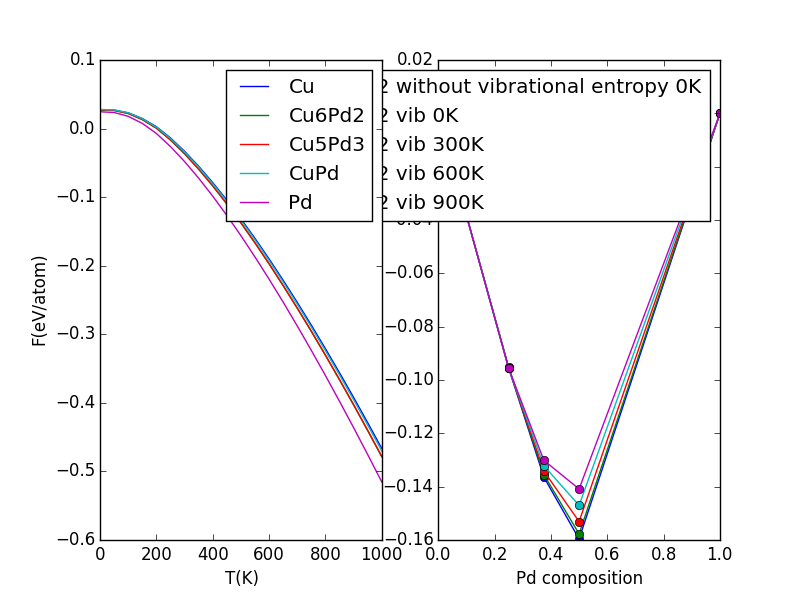 0.1
0.0
−0.1
−0.2
−0.3
−0.4
−0.5
−0.6
F(eV/atom)
0
200
400
600
800
1000
T(K)
Cu
Cu6Pd2
Cu5Pd3
CuPd
Pd
0.02
−0.06
−0.08
−0.10
−0.12
−0.14
−0.16
2 without vibrational entropy 0K
2 vib 0K
2 vib 300K
2 vib 600K
2 vib 900K
0.0
0.2
0.4
0.6
0.8
1.0
Pd composition